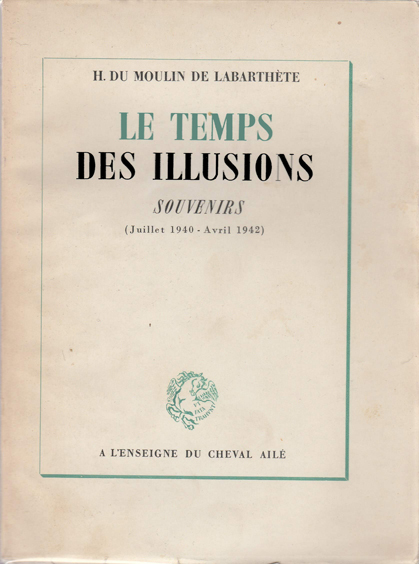 H. DU MOULIN DE LABARTHÈTE
LE TEMPS
DES ILLUSIONS
SOUVENIRS
(Juillet 1940 - Avril 1942)
A L'ENSEIGNE DU CHEVAL AILÉ